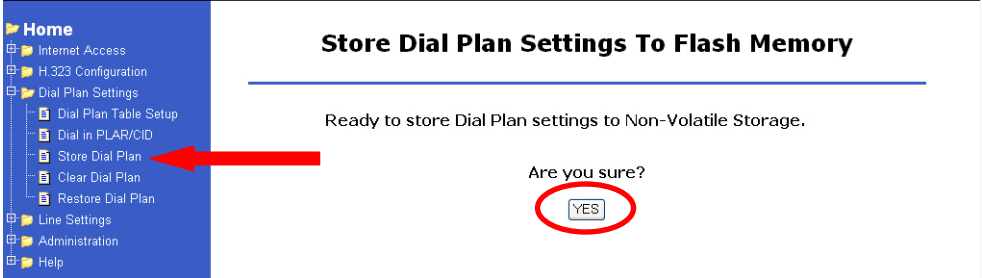 Home
Internet Access
H.323 Configuration
Dial Plan Settings
Dial Plan Table Setup
Dial in PLAR/CID
Store Dial Plan
Clear Dial Plan
Restore Dial Plan
Line Settings
Administration
Help
Store Dial Plan Settings To Flash Memory
Ready to store Dial Plan settings to Non-Volatile Storage.
Are you sure?
YES